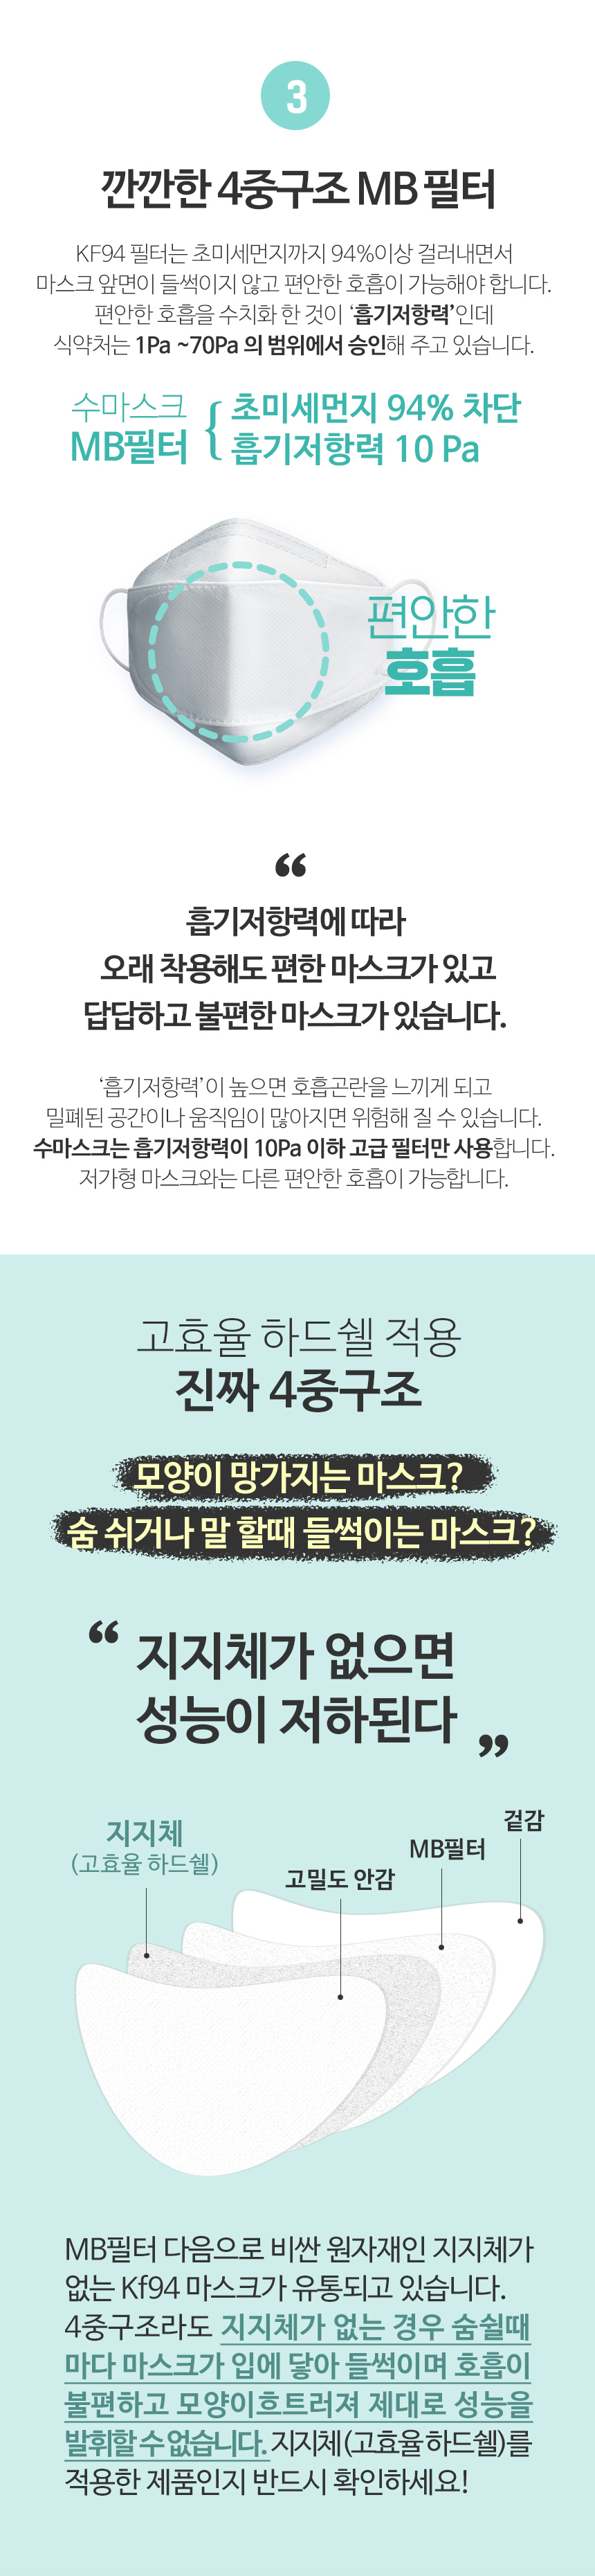 3
깐깐한 4중구조 MB 필터
KF94 필터는 초미세먼지까지 94%이상 걸러내면서
마스크 앞면이 들썩이지 않고 편안한 호흡이 가능해야 합니다.
편안한 호흡을 수치화 한 것이 ‘흡기저항력’인데
식약처는 1Pa ~70Pa 의 범위에서 승인해 주고 있습니다.
수마스크
MB필터
{ 초미세먼지 94% 차단
흡기저항력 10 Pa
편안한
호흡
“
흡기저항력에 따라
오래 착용해도 편한 마스크가 있고
답답하고 불편한 마스크가 있습니다.
‘흡기저항력’이 높으면 호흡곤란을 느끼게 되고
밀폐된 공간이나 움직임이 많아지면 위험해 질 수 있습니다.
수마스크는 흡기저항력이 10Pa 이하 고급 필터만 사용합니다.
저가형 마스크와는 다른 편안한 호흡이 가능합니다.
고효율 하드쉘 적용
진짜 4중구조
모양이 망가지는 마스크?
숨 쉬거나 말 할때 들썩이는 마스크?
“ 지지체가 없으면
성능이 저하된다 ”
겉감
MB필터
지지체
(고효율 하드쉘)
고밀도 안감
MB필터 다음으로 비싼 원자재인 지지체가
없는 Kf94 마스크가 유통되고 있습니다.
4중구조라도 지지체가 없는 경우 숨쉴때
마다 마스크가 입에 닿아 들썩이며 호흡이
불편하고 모양이흐트러져 제대로 성능을
발휘할 수 없습니다. 지지체(고효율 하드쉘)를
적용한 제품인지 반드시 확인하세요!